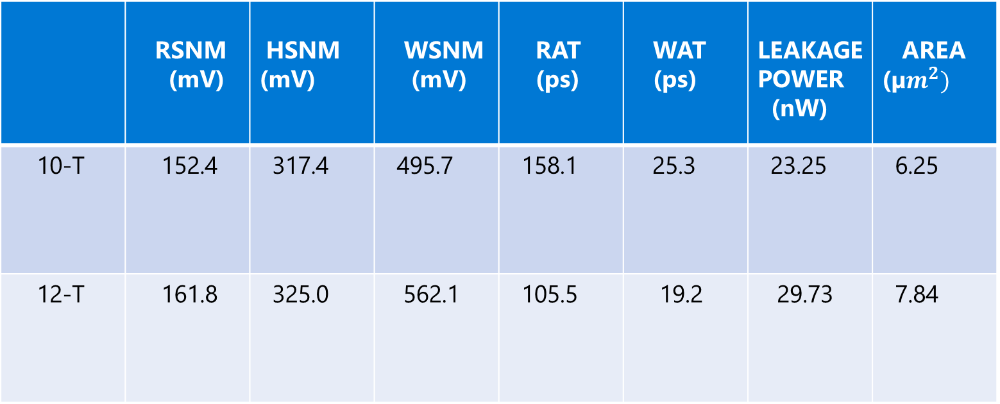 RSNM HSNM WSNM RAT WAT LEAKAGE AREA
(mV) (mV) (mV) (ps) (ps) POWER (μm²)
(nW)
10-T 152.4 317.4 495.7 158.1 25.3 23.25 6.25
12-T 161.8 325.0 562.1 105.5 19.2 29.73 7.84